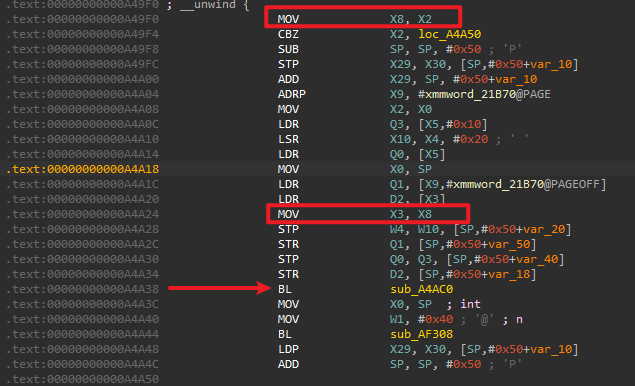 .text:00000000000A49F0 ; __unwind {
.text:00000000000A49F0 MOV X8, X2
.text:00000000000A49F4 CBZ X2, loc_A4A50
.text:00000000000A49F8 SUB SP, SP, #0x50 ; 'P'
.text:00000000000A49FC STP X29, X30, [SP,#0x50+var_10]
.text:00000000000A4A00 ADD X29, SP, #0x50+var_10
.text:00000000000A4A04 ADRP X9, #xmmword_21B70@PAGE
.text:00000000000A4A08 MOV X2, X0
.text:00000000000A4A0C LDR Q3, [X5,#0x10]
.text:00000000000A4A10 LSR X10, X4, #0x20 ; ' '
.text:00000000000A4A14 LDR Q0, [X5]
.text:00000000000A4A18 MOV X0, SP
.text:00000000000A4A1C LDR Q1, [X9,#xmmword_21B70@PAGEOFF]
.text:00000000000A4A20 LDR D2, [X3]
.text:00000000000A4A24 MOV X3, X8
.text:00000000000A4A28 STP W4, W10, [SP,#0x50+var_20]
.text:00000000000A4A2C STR Q1, [SP,#0x50+var_50]
.text:00000000000A4A30 STP Q0, Q3, [SP,#0x50+var_40]
.text:00000000000A4A34 STR D2, [SP,#0x50+var_18]
.text:00000000000A4A38 BL sub_A4AC0
.text:00000000000A4A3C MOV X0, SP ; int
.text:00000000000A4A40 MOV W1, #0x40 ; '@' ; n
.text:00000000000A4A44 BL sub_AF308
.text:00000000000A4A48 LDP X29, X30, [SP,#0x50+var_10]
.text:00000000000A4A4C ADD SP, SP, #0x50 ; 'P'
.text:00000000000A4A50